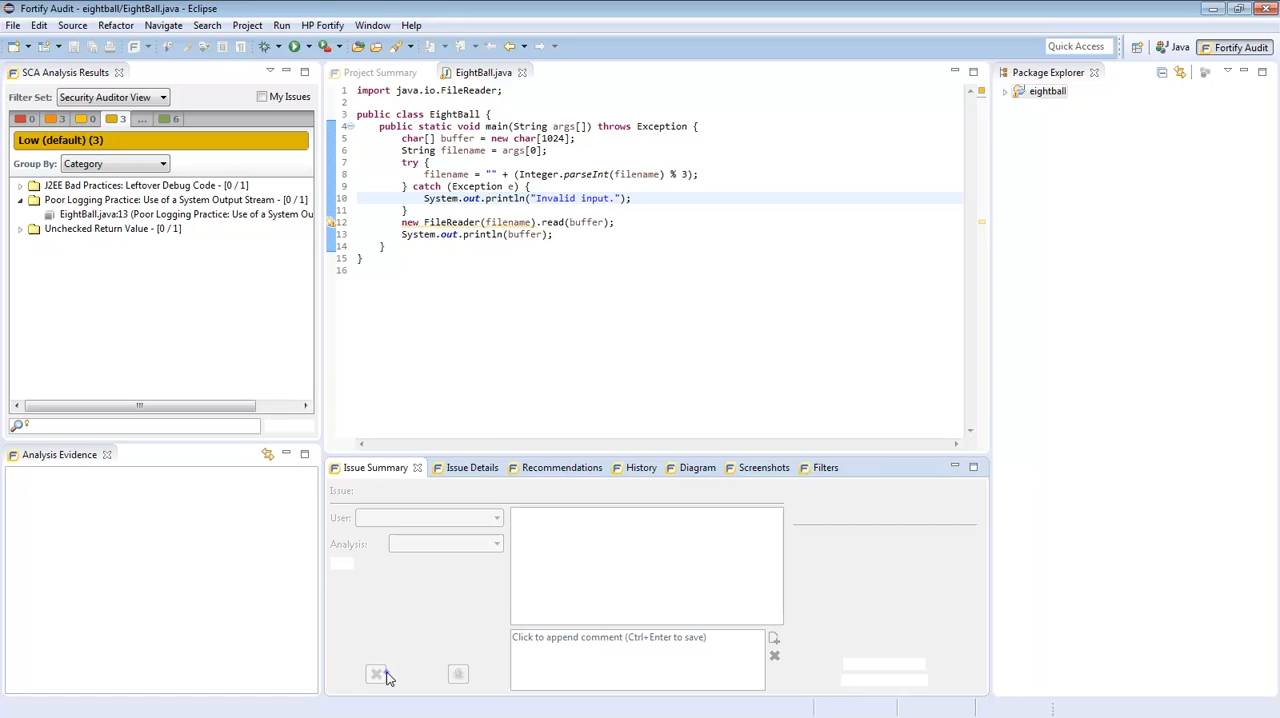 Fortify Audit - eightball/EightBall.java - Eclipse
File Edit Source Refactor Navigate Search Project Run HP Fortify Window Help
Quick Access
Java
Fortify Audit
SCA Analysis Results
Filter Set: Security Auditor View
My Issues
0 3 0 3 ... 6
Low (default) (3)
Group By: Category
J2EE Bad Practices: Leftover Debug Code - [0 / 1]
Poor Logging Practice: Use of a System Output Stream - [0 / 1]
EightBall.java:13 (Poor Logging Practice: Use of a System Ou
Unchecked Return Value - [0 / 1]
Analysis Evidence
Project Summary
EightBall.java
1 import java.io.FileReader;
2
3 public class EightBall {
4 public static void main(String args[]) throws Exception {
5 char[] buffer = new char[1024];
6 String filename = args[0];
7 try {
8 filename = "" + (Integer.parseInt(filename) % 3);
9 } catch (Exception e) {
10 System.out.println("Invalid input.");
11 }
12 new FileReader(filename).read(buffer);
13 System.out.println(buffer);
14 }
15 }
16
Package Explorer
eightball
Issue Summary
Issue Details
Recommendations
History
Diagram
Screenshots
Filters
Issue:
User:
Analysis:
Click to append comment (Ctrl+Enter to save)